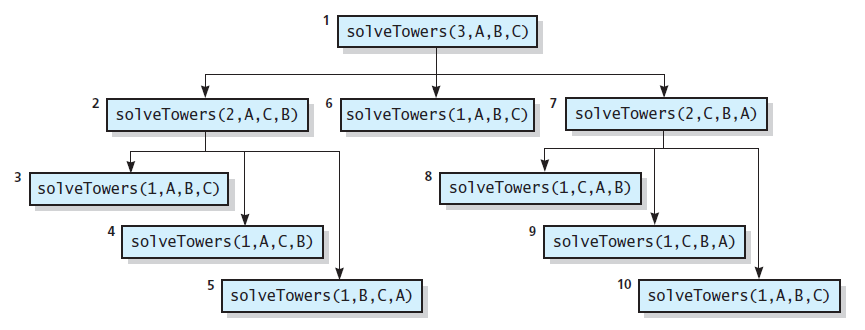 1 solveTowers(3,A,B,C)
2 solveTowers(2,A,C,B) 6 solveTowers(1,A,B,C) 7 solveTowers(2,C,B,A)
3 solveTowers(1,A,B,C) 8 solveTowers(1,C,A,B)
4 solveTowers(1,A,C,B) 9 solveTowers(1,C,B,A)
5 solveTowers(1,B,C,A) 10 solveTowers(1,A,B,C)